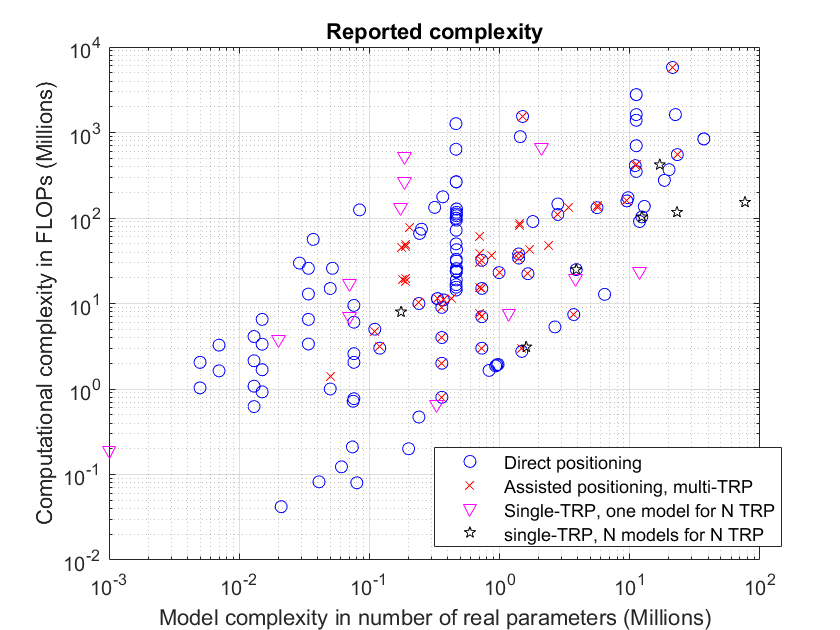 Reported complexity
10^4
10^3
10^2
10^1
10^0
10^-1
10^-2
Computational complexity in FLOPs (Millions)
Direct positioning
Assisted positioning, multi-TRP
Single-TRP, one model for N TRP
single-TRP, N models for N TRP
10^-3
10^-2
10^-1
10^0
10^1
10^2
Model complexity in number of real parameters (Millions)